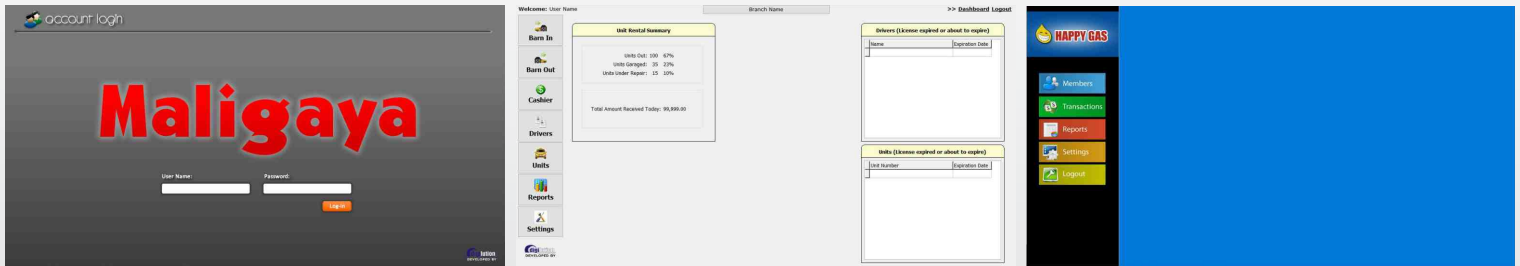 account login
Maligaya
User Name:
Password:
Log-in
DEVELOPED BY
Welcome: User Name
Branch Name
>> Dashboard Logout
Barn In
Barn Out
Cashier
Drivers
Units
Reports
Settings
digi
DEVELOPED BY
Unit Rental Summary
Units Out: 100 67%
Units Garaged: 35 23%
Units Under Repair: 15 10%
Total Amount Received Today: 99,999.00
Drivers (License expired or about to expire)
Name
Expiration Date
Units (License expired or about to expire)
Unit Number
Expiration Date
HAPPY GAS
Members
Transactions
Reports
Settings
Logout